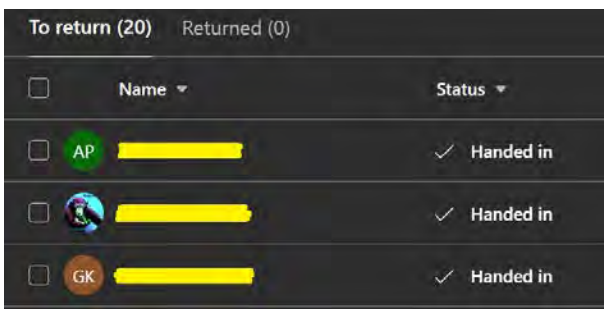 To return (20) Returned (0)
Name Status
AP Handed in
Handed in
GK Handed in